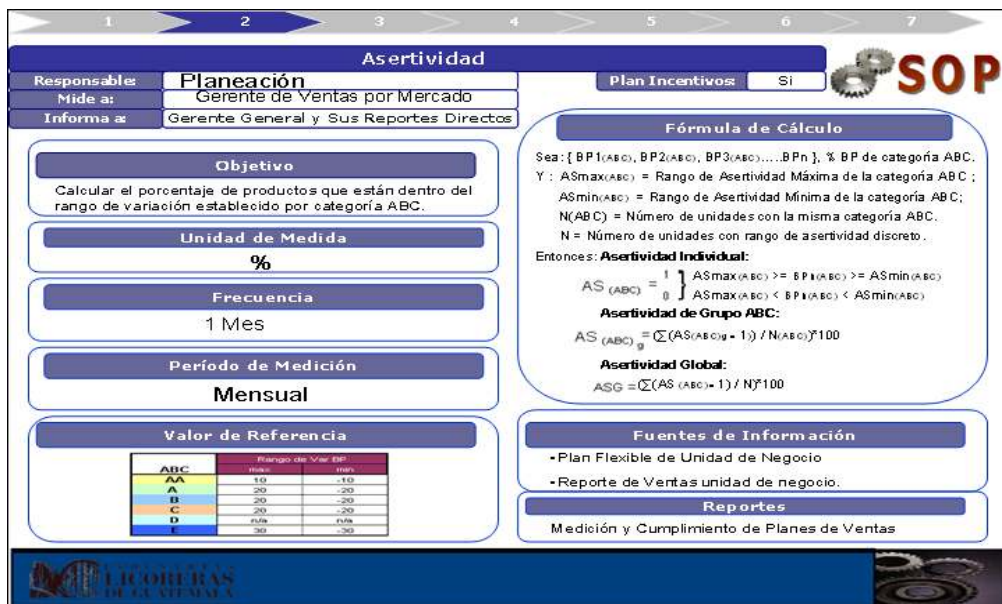 1 2 3 4 5 6 7
Asertividad
Responsable: Planeación
Plan Incentivos: Si
SOP
Mide a: Gerente de Ventas por Mercado
Informa a: Gerente General y Sus Reportes Directos
Objetivo
Calcular el porcentaje de productos que están dentro del
rango de variación establecido por categoría ABC.
Unidad de Medida
%
Frecuencia
1 Mes
Período de Medición
Mensual
Valor de Referencia
Rango de Var BP
ABC max min
AA 10 -10
A 20 -20
B 20 -20
C 20 -20
D n/a n/a
E 30 -30
Fórmula de Cálculo
Sea: { BP1(ABC), BP2(ABC), BP3(ABC).....BPn }, % BP de categoría ABC.
Y : ASmax(ABC) = Rango de Asertividad Máxima de la categoría ABC ;
ASmin(ABC) = Rango de Asertividad Mínima de la categoría ABC;
N(ABC) = Número de unidades con la misma categoría ABC.
N = Número de unidades con rango de asertividad discreto.
Entonces: Asertividad Individual:
AS (ABC) = 1 } ASmax(ABC) >= BPn(ABC) >= ASmin(ABC)
0 ASmax(ABC) < BPn(ABC) < ASmin(ABC)
Asertividad de Grupo ABC:
AS (ABC) g =(∑(AS(ABC)g = 1)) / N(ABC))*100
Asertividad Global:
ASG =(∑(AS (ABC)= 1) / N)*100
Fuentes de Información
•Plan Flexible de Unidad de Negocio
•Reporte de Ventas unidad de negocio.
Reportes
Medición y Cumplimiento de Planes de Ventas
LICORERAS
DE GUATEMALA